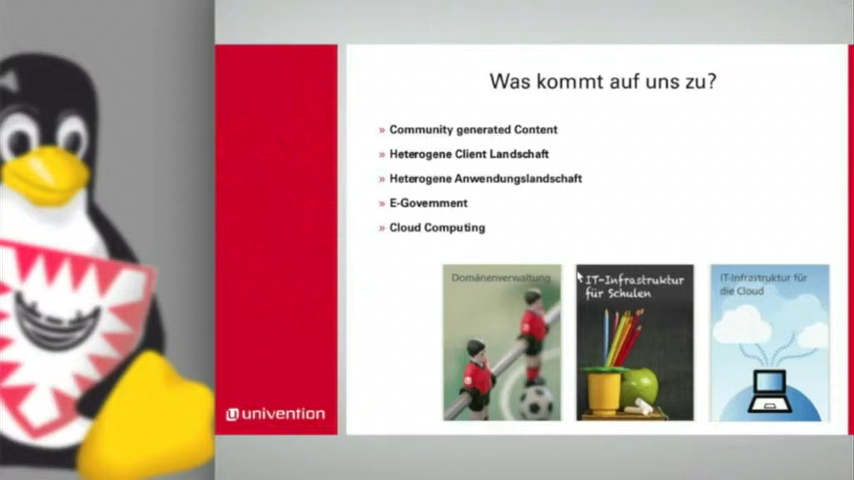 Was kommt auf uns zu?
» Community generated Content
» Heterogene Client Landschaft
» Heterogene Anwendungslandschaft
» E-Government
» Cloud Computing
Domänenverwaltung
IT-Infrastruktur
für Schulen
IT-Infrastruktur für
die Cloud
univention